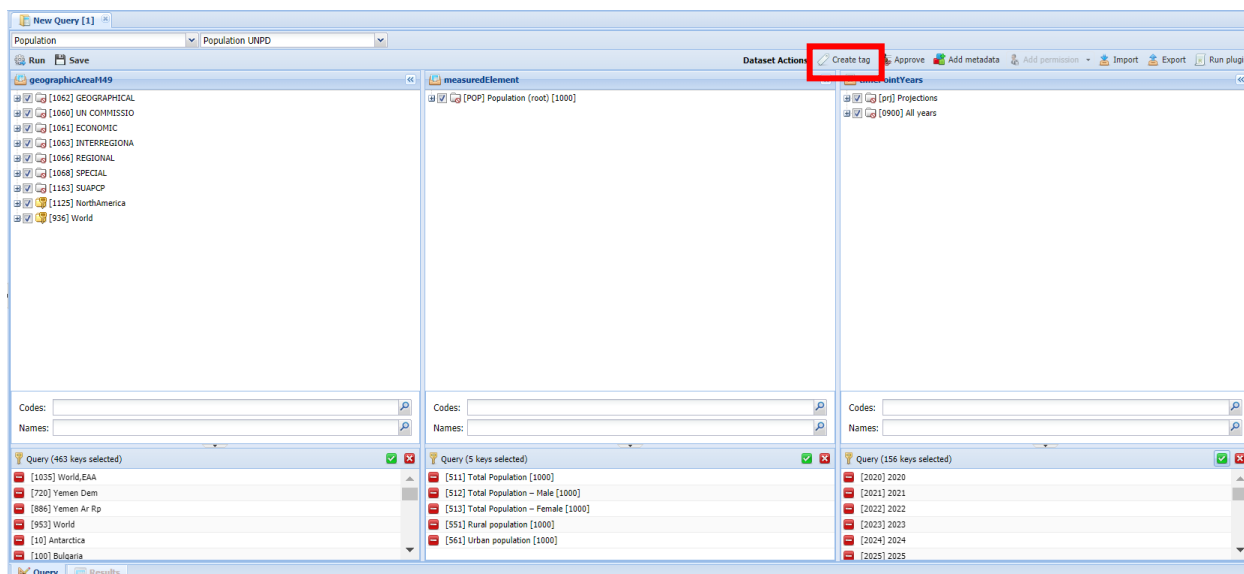 New Query [1]
Population Population UNPD
Run Save Dataset Actions Create tag Approve Add metadata Add permission Import Export Run plugi
geographicAreaM49
[1062] GEOGRAPHICAL
[1060] UN COMMISSIO
[1061] ECONOMIC
[1063] INTERREGIONA
[1066] REGIONAL
[1068] SPECIAL
[1163] SUAPCP
[1125] NorthAmerica
[936] World
Codes:
Names:
Query (463 keys selected)
[1035] World,EAA
[720] Yemen Dem
[886] Yemen Ar Rp
[953] World
[10] Antarctica
[100] Bulgaria
measuredElement
[POP] Population (root) [1000]
Codes:
Names:
Query (5 keys selected)
[511] Total Population [1000]
[512] Total Population – Male [1000]
[513] Total Population – Female [1000]
[551] Rural population [1000]
[561] Urban population [1000]
[prj] Projections
[0900] All years
Codes:
Names:
Query (156 keys selected)
[2020] 2020
[2021] 2021
[2022] 2022
[2023] 2023
[2024] 2024
[2025] 2025
Query Results